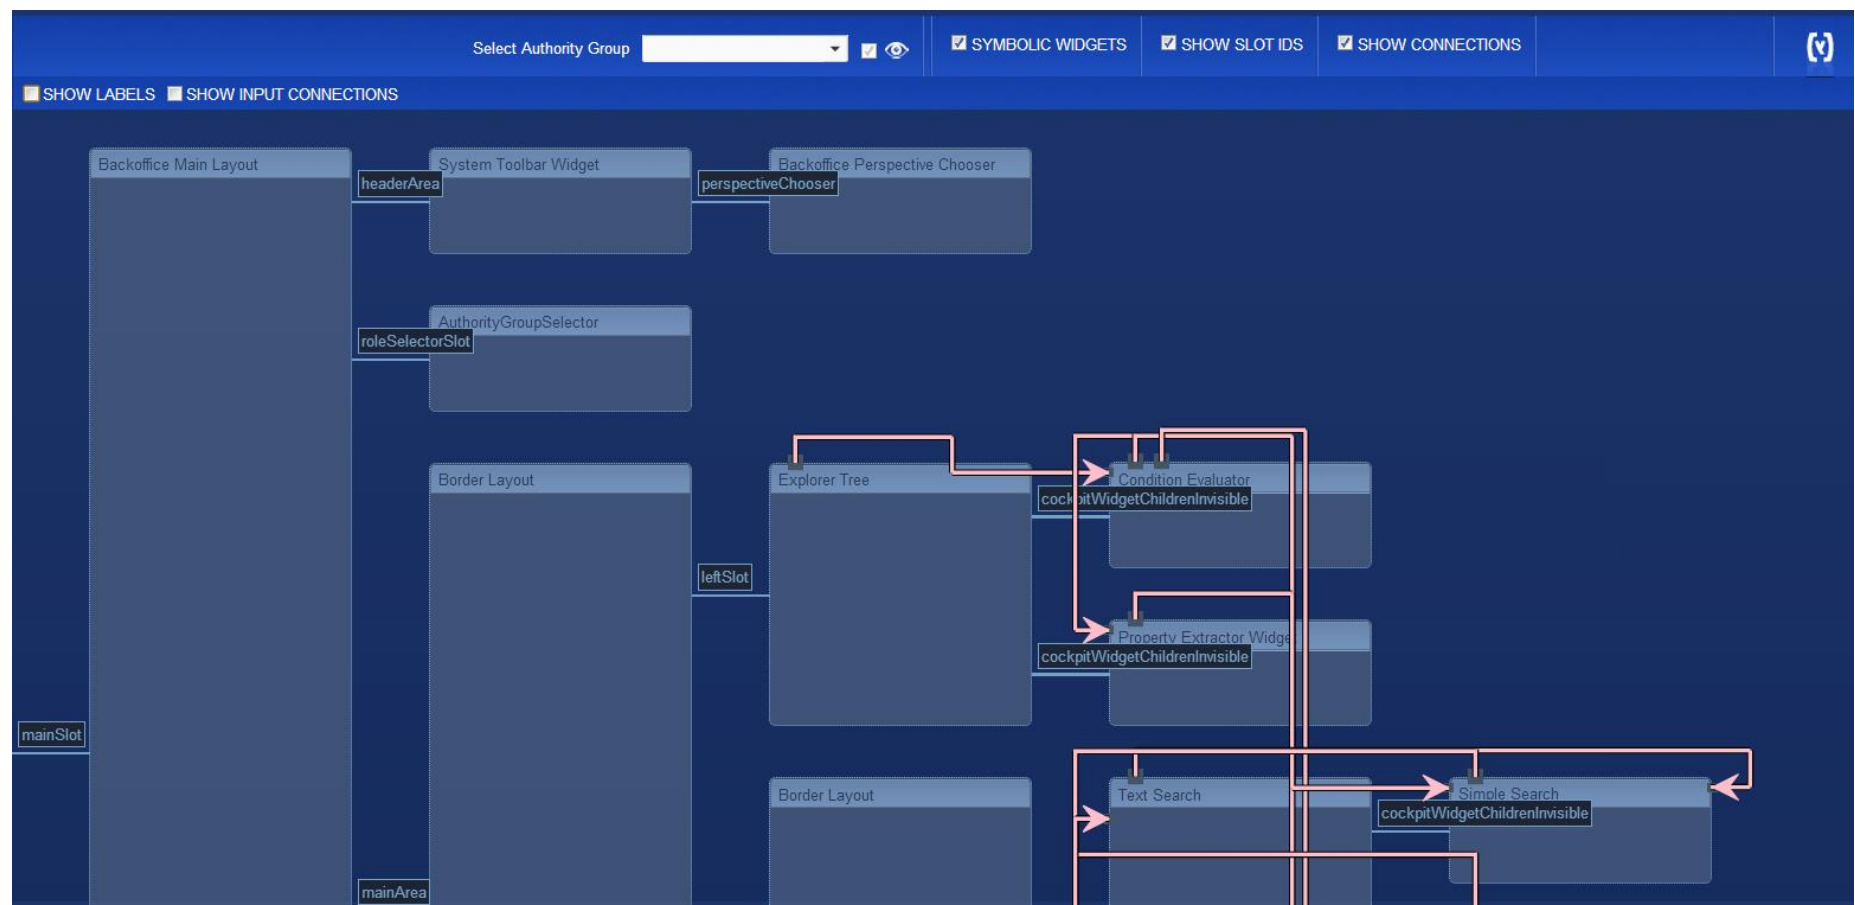 Select Authority Group
SYMBOLIC WIDGETS
SHOW SLOT IDS
SHOW CONNECTIONS
(y)
SHOW LABELS
SHOW INPUT CONNECTIONS
Backoffice Main Layout
System Toolbar Widget
Backoffice Perspective Chooser
headerArea
perspectiveChooser
AuthorityGroupSelector
roleSelectorSlot
Border Layout
Explorer Tree
Condition Evaluator
cockpitWidgetChildrenInvisible
leftSlot
Property Extractor Widget
cockpitWidgetChildrenInvisible
mainSlot
Border Layout
Text Search
Simple Search
cockpitWidgetChildrenInvisible
mainArea